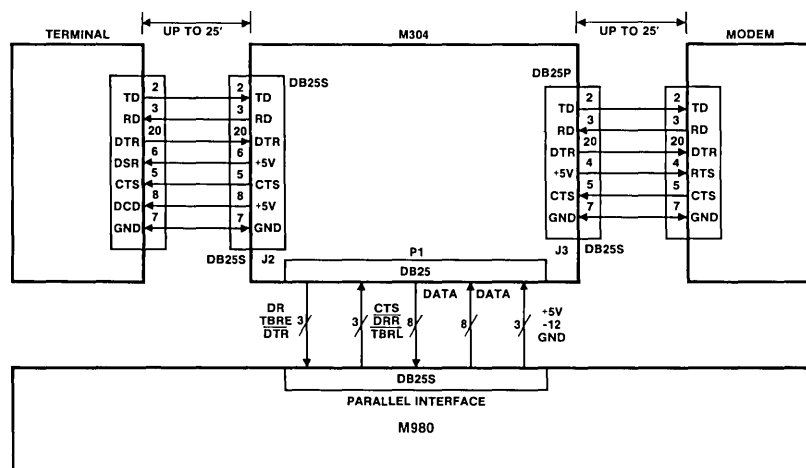 UP TO 25'
UP TO 25'
TERMINAL
M304
MODEM
DB25S
DB25P
TD 2 2 TD
RD 3 3 RD
DTR 20 20 DTR
DSR 6 6 +5V
CTS 5 5 CTS
DCD 8 8 +5V
GND 7 7 GND
TD 2 2 TD
RD 3 3 RD
DTR 20 20 DTR
+5V 4 4 RTS
CTS 5 5 CTS
GND 7 7 GND
DB25S J2
J3 DB25S
P1
DB25
DR
TBRE
DTR
3
3
CTS
DRR
TBRL
DATA
8
DATA
8
3
+5V
-12
GND
DB25S
PARALLEL INTERFACE
M980